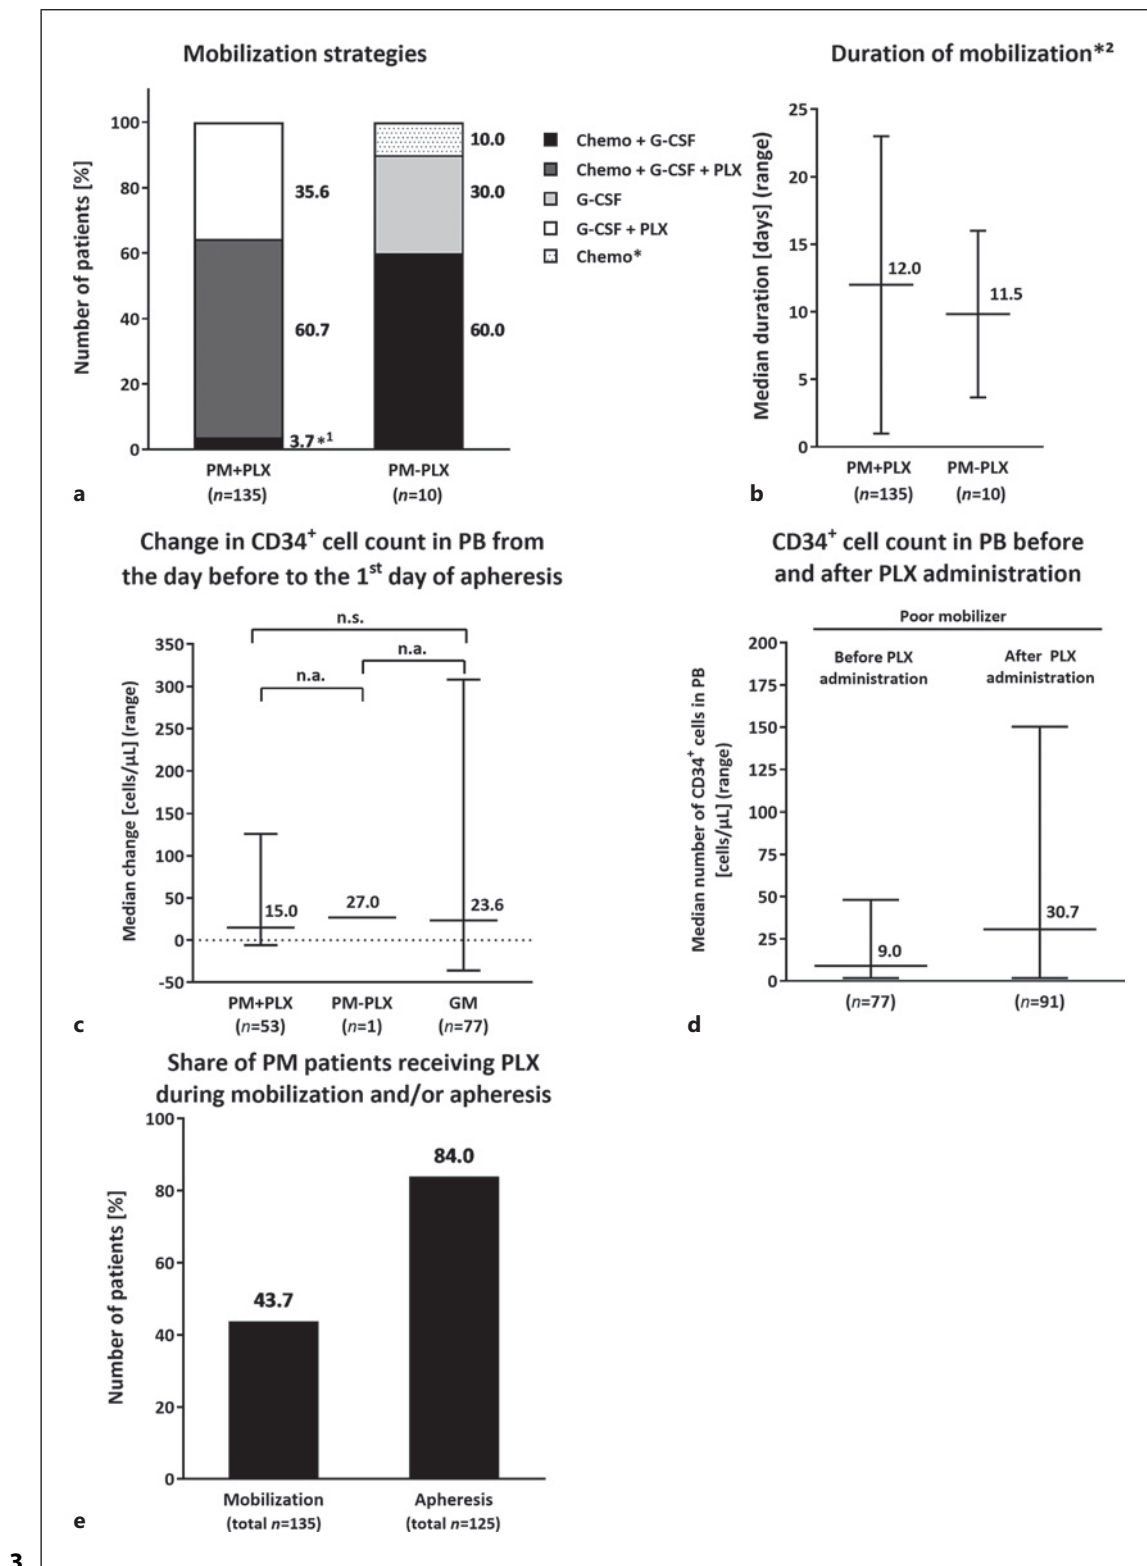 Mobilization strategies
Number of patients [%]
100
80
60
40
20
0
35.6
60.7
3.7*¹
10.0
30.0
60.0
PM+PLX
(n=135)
PM-PLX
(n=10)
Chemo + G-CSF
Chemo + G-CSF + PLX
G-CSF
G-CSF + PLX
Chemo*
a
Duration of mobilization*²
Median duration [days] (range)
25
20
15
10
5
0
12.0
11.5
PM+PLX
(n=135)
PM-PLX
(n=10)
b
Change in CD34⁺ cell count in PB from
the day before to the 1ˢᵗ day of apheresis
Median change [cells/µL] (range)
350
300
250
200
150
100
50
0
-50
n.s.
n.a.
n.a.
15.0
27.0
23.6
PM+PLX
(n=53)
PM-PLX
(n=1)
GM
(n=77)
c
CD34⁺ cell count in PB before
and after PLX administration
Median number of CD34⁺ cells in PB
[cells/µL] (range)
200
175
150
125
100
75
50
25
0
Poor mobilizer
Before PLX
administration
After PLX
administration
9.0
30.7
(n=77)
(n=91)
d
Share of PM patients receiving PLX
during mobilization and/or apheresis
Number of patients [%]
100
80
60
40
20
0
43.7
84.0
Mobilization
(total n=135)
Apheresis
(total n=125)
e
3